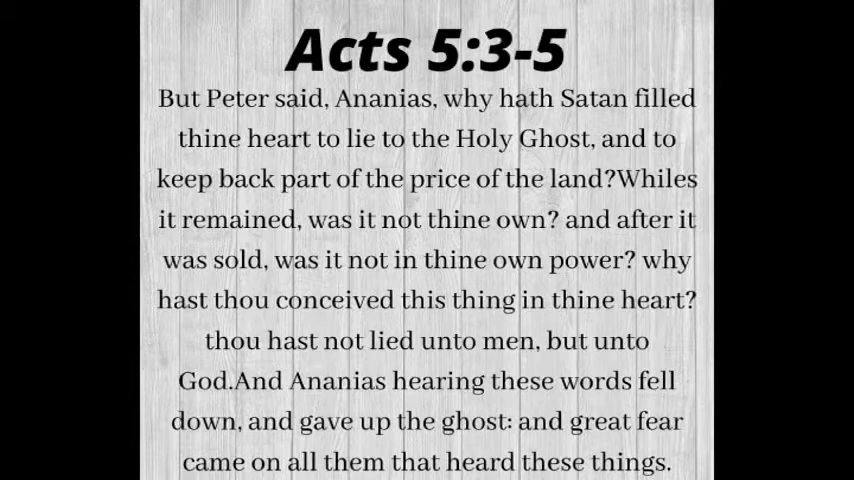 Acts 5:3-5
But Peter said, Ananias, why hath Satan filled
thine heart to lie to the Holy Ghost, and to
keep back part of the price of the land?Whiles
it remained, was it not thine own? and after it
was sold, was it not in thine own power? why
hast thou conceived this thing in thine heart?
thou hast not lied unto men, but unto
God.And Ananias hearing these words fell
down, and gave up the ghost: and great fear
came on all them that heard these things.